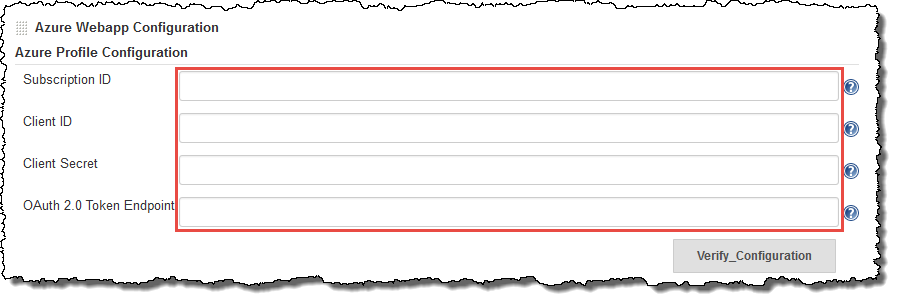 Azure Webapp Configuration
Azure Profile Configuration
Subscription ID
?
Client ID
?
Client Secret
?
OAuth 2.0 Token Endpoint
?
Verify_Configuration